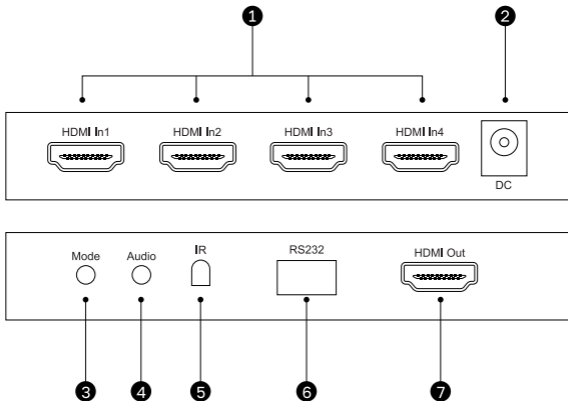 1 2
HDMI In1 HDMI In2 HDMI In3 HDMI In4
DC
Mode Audio IR RS232 HDMI Out
3 4 5 6 7